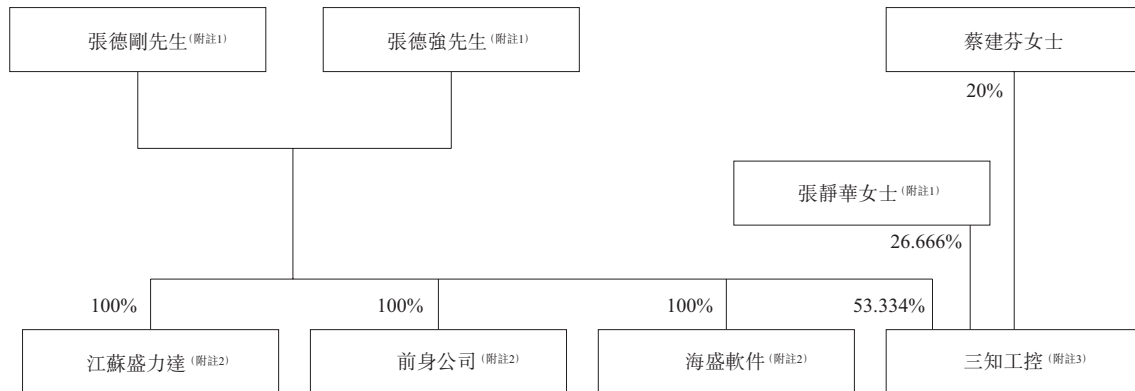 張德剛先生(附註1)
張德強先生(附註1)
蔡建芬女士
20%
張靜華女士(附註1)
26.666%
100%
100%
100%
53.334%
江蘇盛力達(附註2)
前身公司(附註2)
海盛軟件(附註2)
三知工控(附註3)